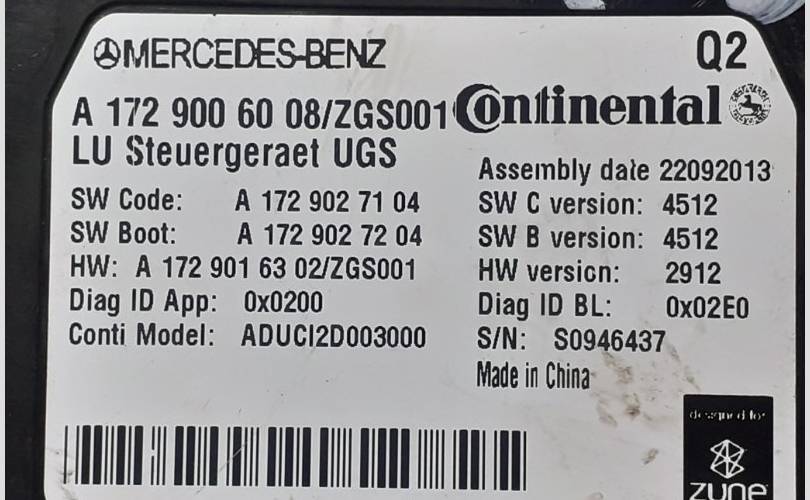 MERCEDES-BENZ
Q2
A 172 900 60 08/ZGS001
Continental
LU Steuergeraet UGS
Assembly date 22092013
SW Code: A 172 902 71 04
SW C version: 4512
SW Boot: A 172 902 72 04
SW B version: 4512
HW: A 172 901 63 02/ZGS001
HW version: 2912
Diag ID App: 0x0200
Diag ID BL: 0x02E0
Conti Model: ADUCI2D003000
S/N: S0946437
Made in China
designed for
zune